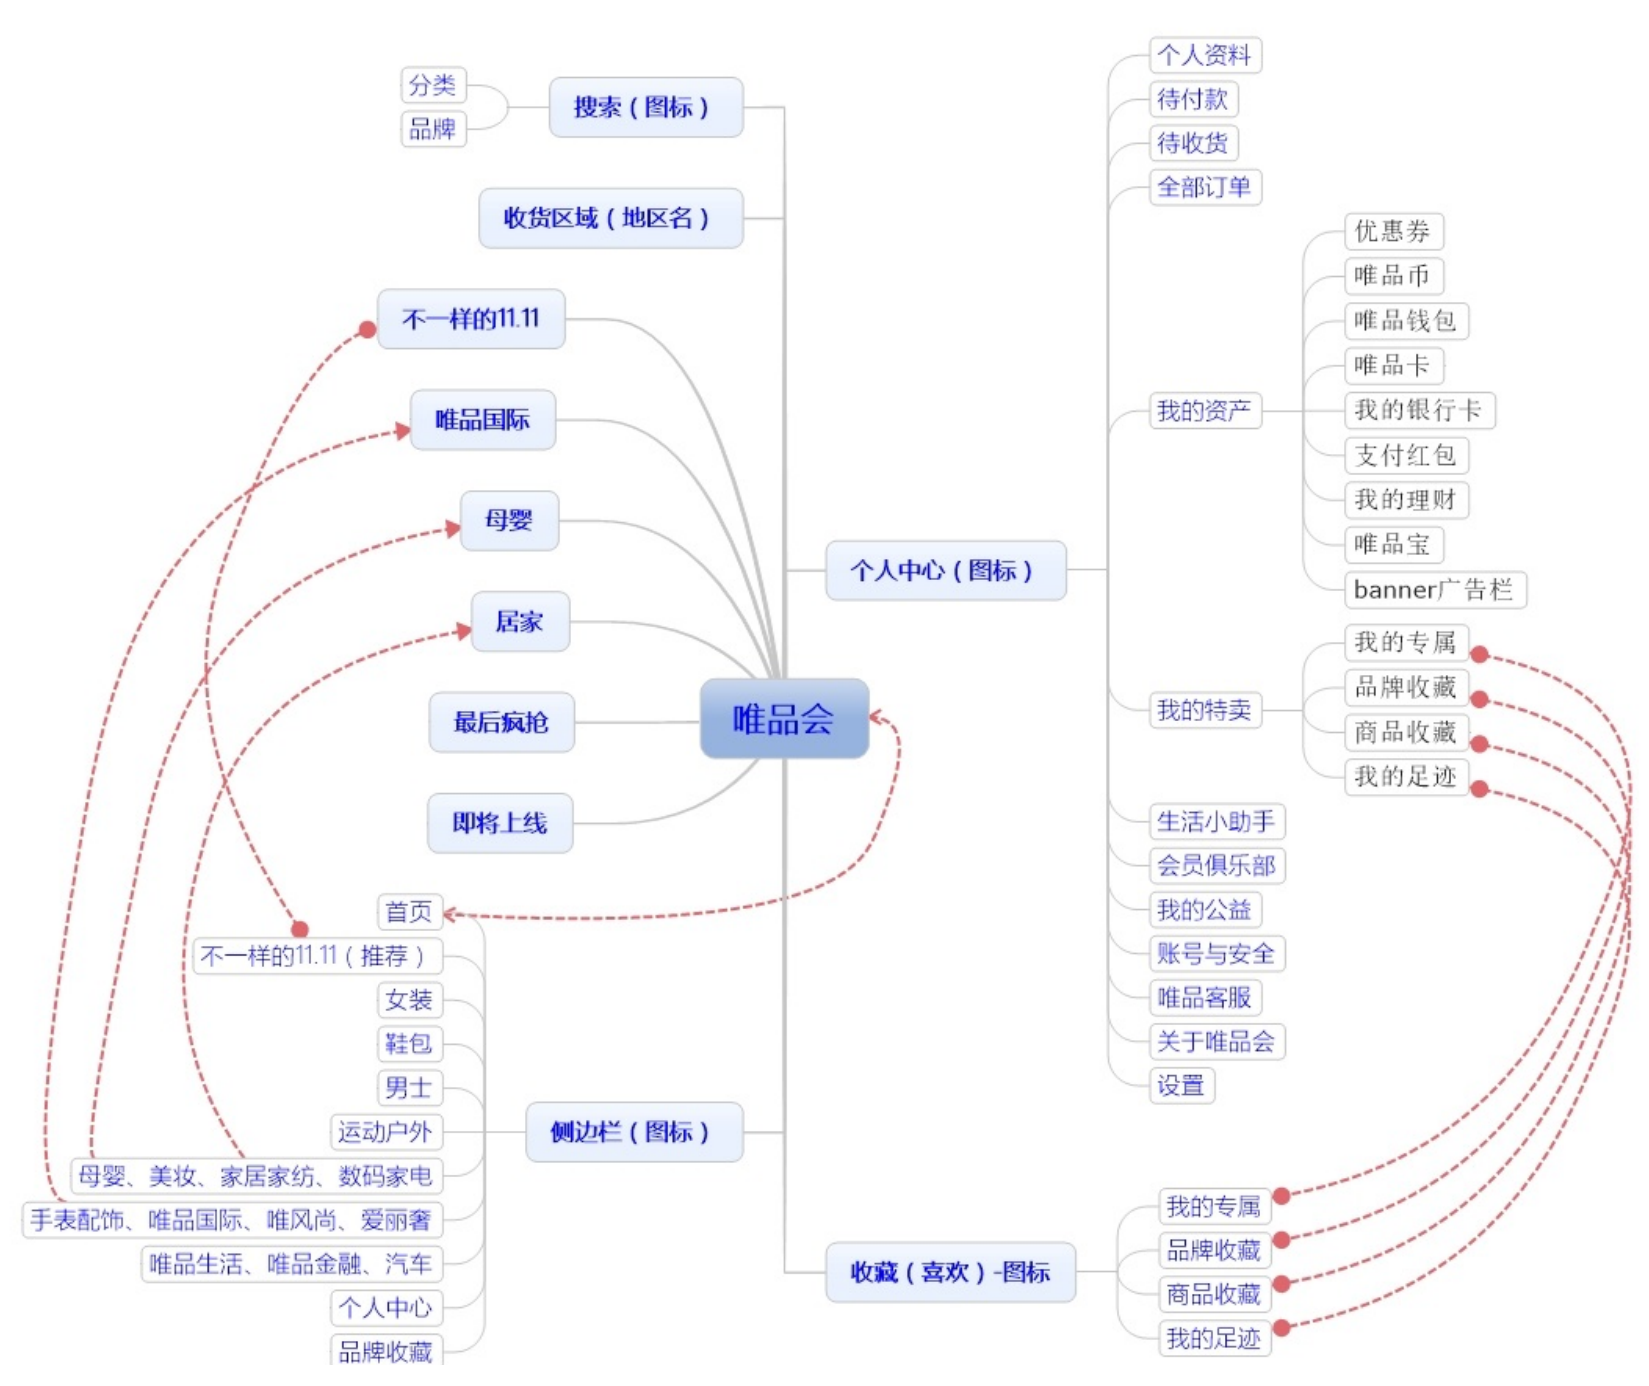 分类
品牌
搜索（图标）
收货区域（地区名）
不一样的11.11
唯品国际
母婴
居家
最后疯抢
即将上线
唯品会
首页
不一样的11.11（推荐）
女装
鞋包
男士
运动户外
母婴、美妆、家居家纺、数码家电
手表配饰、唯品国际、唯风尚、爱丽奢
唯品生活、唯品金融、汽车
个人中心
品牌收藏
侧边栏（图标）
个人中心（图标）
个人资料
待付款
待收货
全部订单
我的资产
优惠券
唯品币
唯品钱包
唯品卡
我的银行卡
支付红包
我的理财
唯品宝
banner广告栏
我的特卖
我的专属
品牌收藏
商品收藏
我的足迹
生活小助手
会员俱乐部
我的公益
账号与安全
唯品客服
关于唯品会
设置
收藏（喜欢）-图标
我的专属
品牌收藏
商品收藏
我的足迹